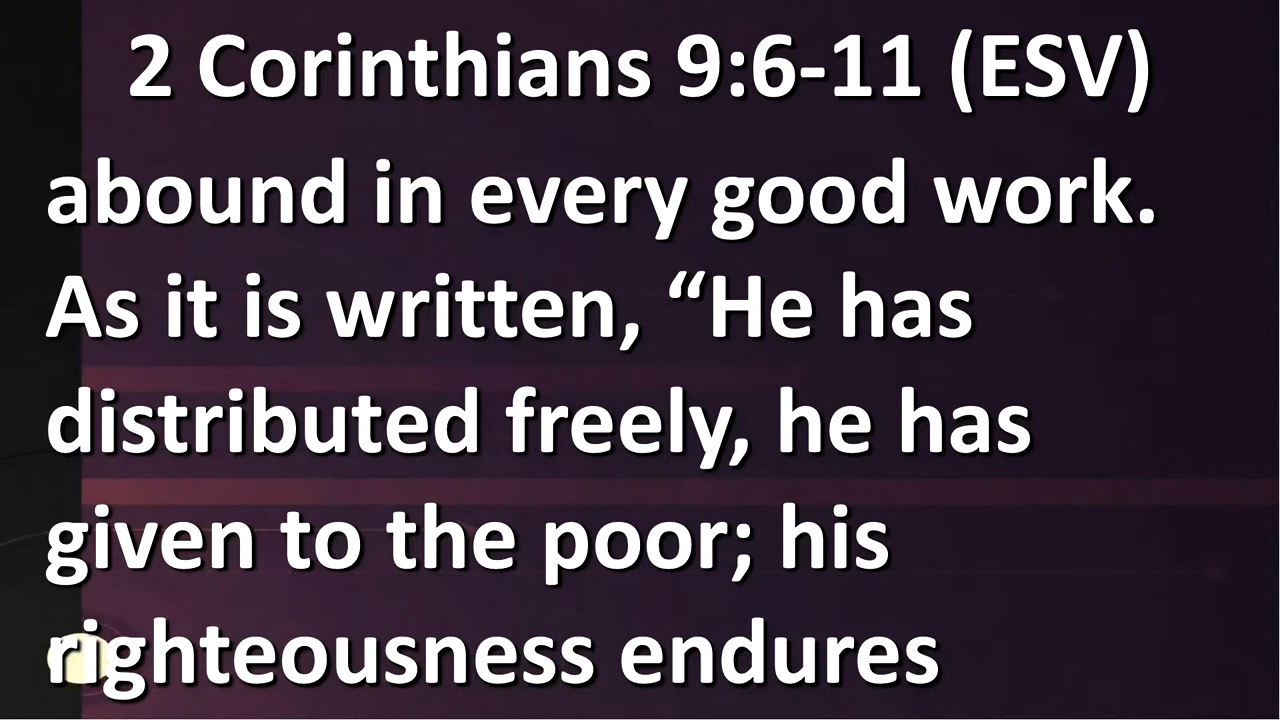 2 Corinthians 9:6-11 (ESV)
abound in every good work.
As it is written, “He has
distributed freely, he has
given to the poor; his
righteousness endures